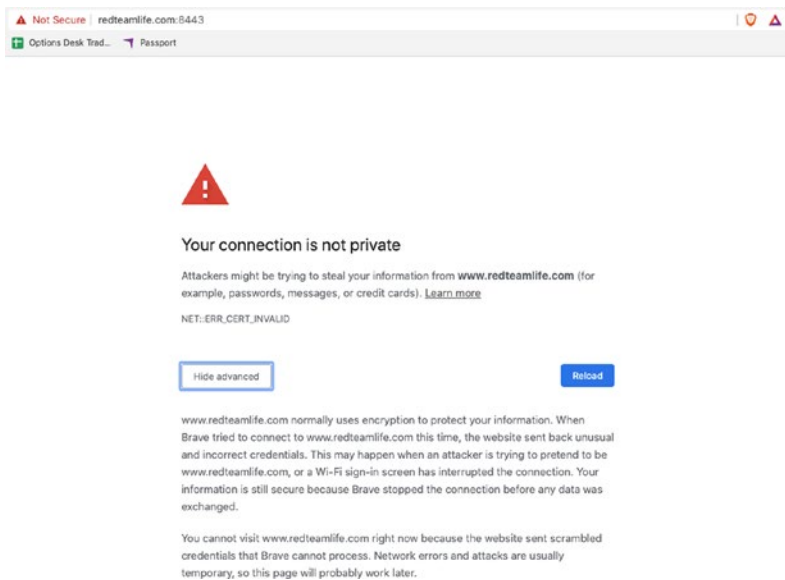 Not Secure | redteamlife.com:8443
Options Desk Trad... Passport
Your connection is not private
Attackers might be trying to steal your information from www.redteamlife.com (for
example, passwords, messages, or credit cards). Learn more
NET::ERR_CERT_INVALID
Hide advanced Reload
www.redteamlife.com normally uses encryption to protect your information. When
Brave tried to connect to www.redteamlife.com this time, the website sent back unusual
and incorrect credentials. This may happen when an attacker is trying to pretend to be
www.redteamlife.com, or a Wi-Fi sign-in screen has interrupted the connection. Your
information is still secure because Brave stopped the connection before any data was
exchanged.
You cannot visit www.redteamlife.com right now because the website sent scrambled
credentials that Brave cannot process. Network errors and attacks are usually
temporary, so this page will probably work later.